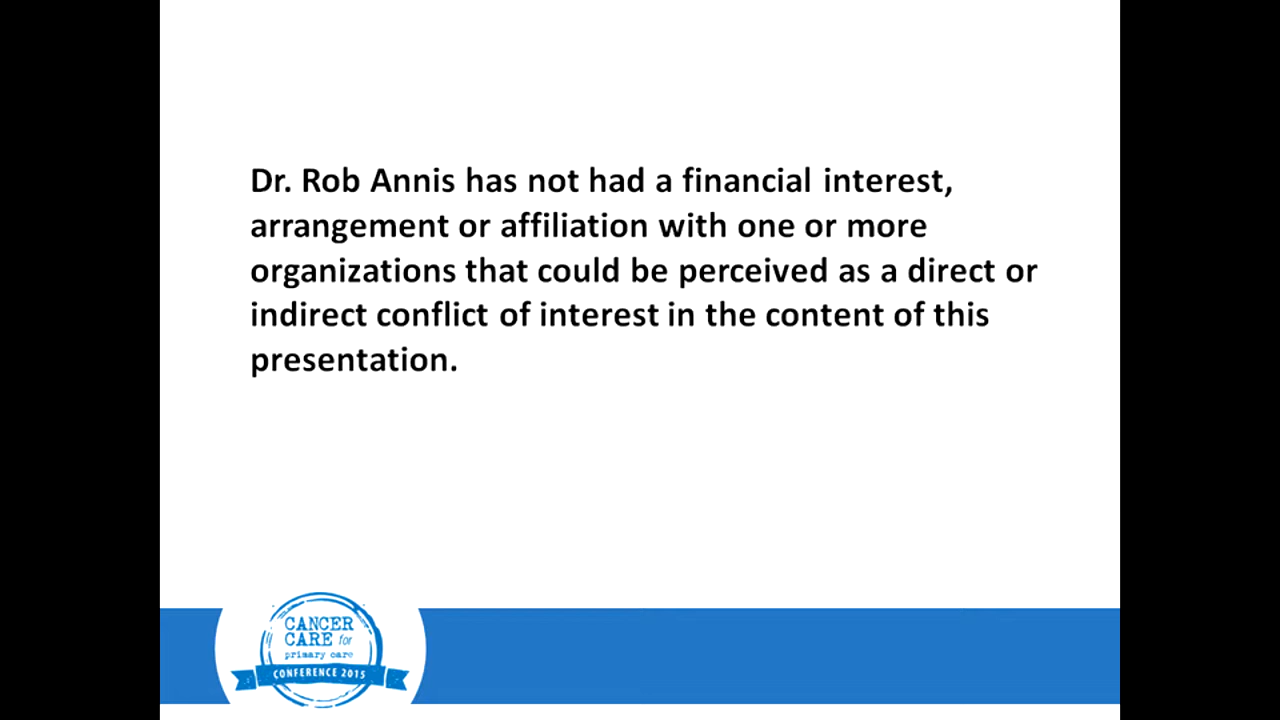 Dr. Rob Annis has not had a financial interest,
arrangement or affiliation with one or more
organizations that could be perceived as a direct or
indirect conflict of interest in the content of this
presentation.
CANCER
CARE for
primary care
CONFERENCE 2015